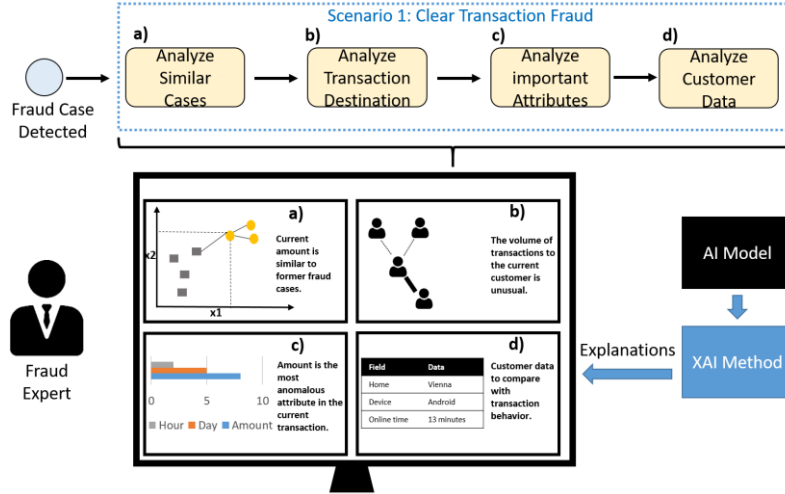 Scenario 1: Clear Transaction Fraud
a)
Analyze
Similar
Cases
b)
Analyze
Transaction
Destination
c)
Analyze
important
Attributes
d)
Analyze
Customer
Data
Fraud Case
Detected
a)
x2
x1
Current
amount is
similar to
former fraud
cases.
b)
The volume of
transactions to
the current
customer is
unusual.
c)
0 5 10
Hour Day Amount
Amount is the
most
anomalous
attribute in the
current
transaction.
d)
Field Data
Home Vienna
Device Android
Online time 13 minutes
Customer data
to compare
with
transaction
behavior.
Fraud
Expert
AI Model
XAI Method
Explanations